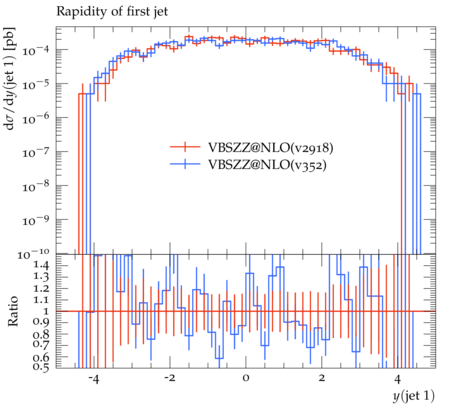 Rapidity of first jet
dσ/dy(jet 1) [pb]
10⁻⁴
10⁻⁵
10⁻⁶
10⁻⁷
10⁻⁸
10⁻⁹
10⁻¹⁰
VBSZZ@NLO(v2918)
VBSZZ@NLO(v352)
Ratio
1.4
1.3
1.2
1.1
1
0.9
0.8
0.7
0.6
0.5
-4 -2 0 2 4
y(jet 1)